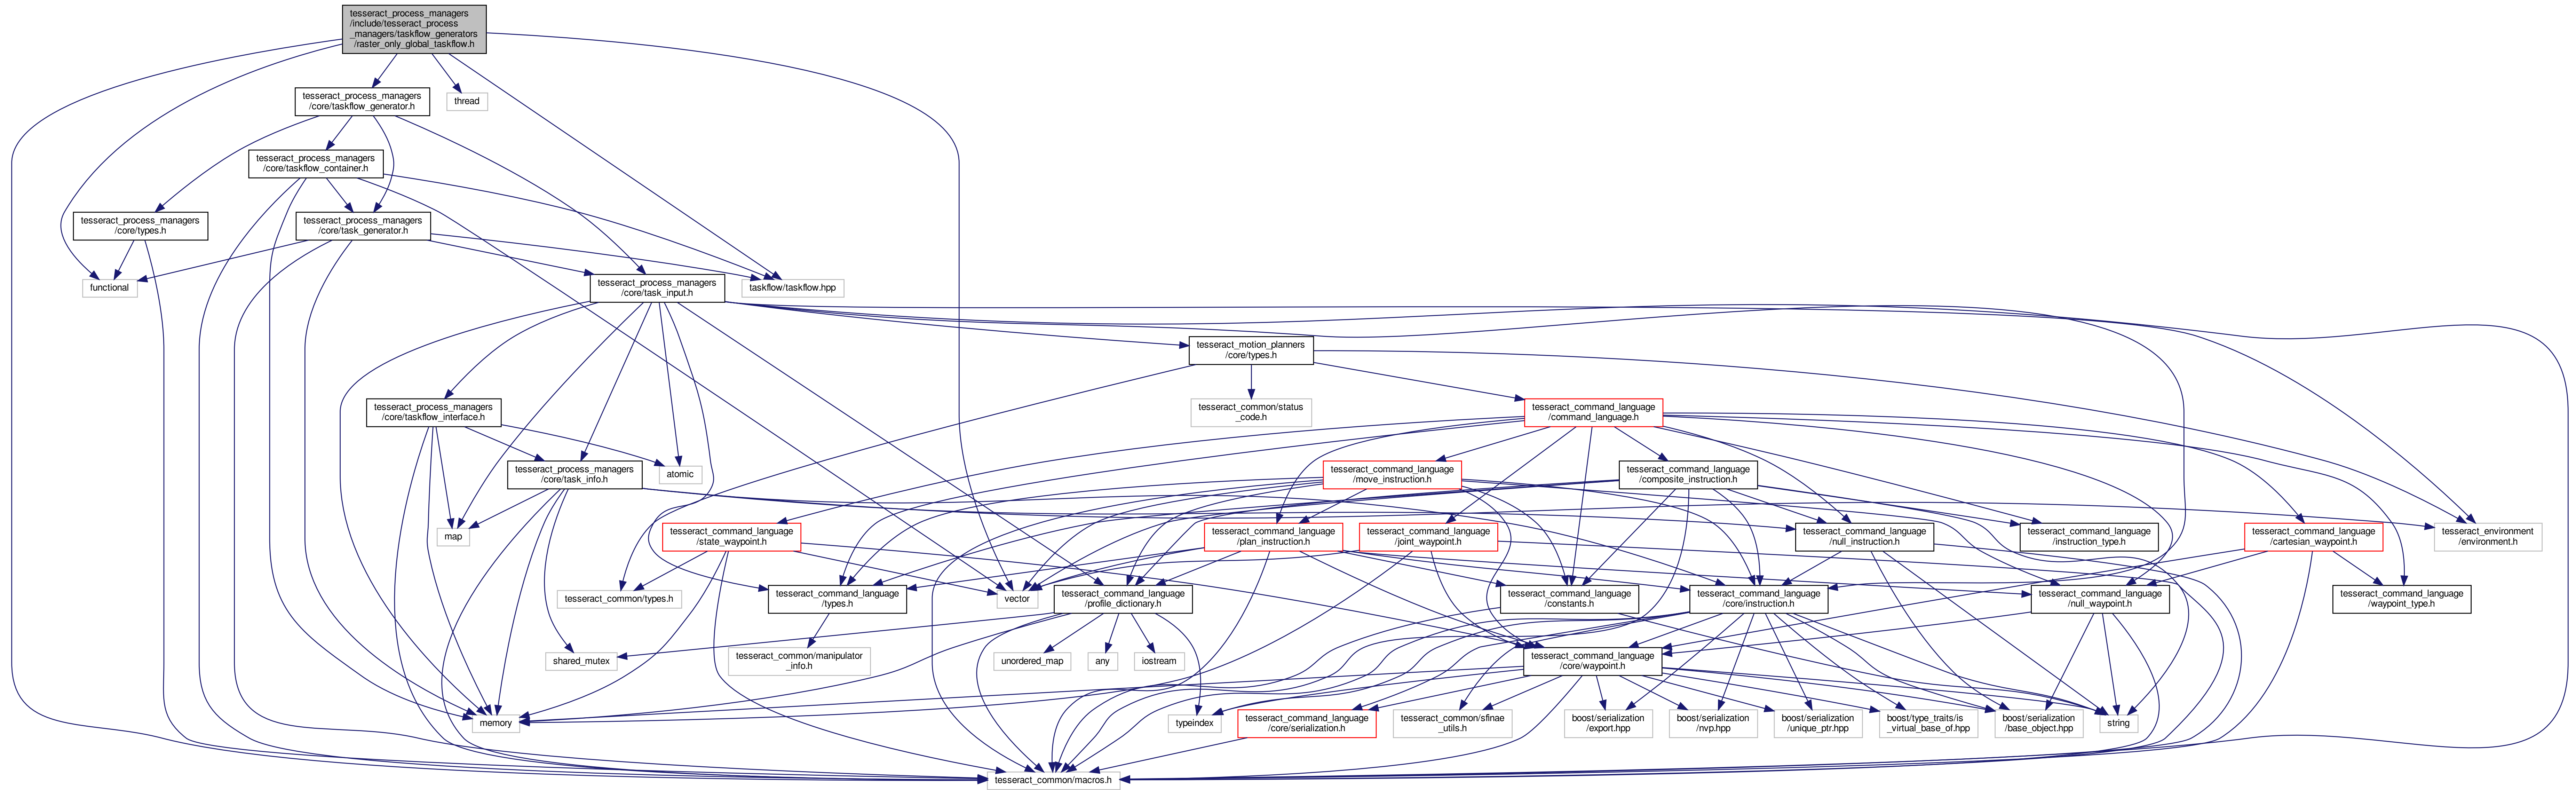 tesseract_process_managers
/include/tesseract_process
_managers/taskflow_generators
/raster_only_global_taskflow.h
tesseract_process_managers
/core/taskflow_generator.h
thread
tesseract_process_managers
/core/taskflow_container.h
tesseract_process_managers
/core/types.h
tesseract_process_managers
/core/task_generator.h
functional
tesseract_process_managers
/core/task_input.h
taskflow/taskflow.hpp
tesseract_motion_planners
/core/types.h
tesseract_process_managers
/core/taskflow_interface.h
tesseract_common/status
_code.h
tesseract_command_language
/command_language.h
tesseract_process_managers
/core/task_info.h
atomic
tesseract_command_language
/move_instruction.h
tesseract_command_language
/composite_instruction.h
map
tesseract_command_language
/state_waypoint.h
tesseract_command_language
/plan_instruction.h
tesseract_command_language
/joint_waypoint.h
tesseract_command_language
/null_instruction.h
tesseract_command_language
/instruction_type.h
tesseract_command_language
/cartesian_waypoint.h
tesseract_environment
/environment.h
tesseract_common/types.h
tesseract_command_language
/types.h
vector
tesseract_command_language
/profile_dictionary.h
tesseract_command_language
/constants.h
tesseract_command_language
/core/instruction.h
tesseract_command_language
/null_waypoint.h
tesseract_command_language
/waypoint_type.h
shared_mutex
tesseract_common/manipulator
_info.h
unordered_map
any
iostream
tesseract_command_language
/core/waypoint.h
memory
typeindex
tesseract_command_language
/core/serialization.h
tesseract_common/sfinae
_utils.h
boost/serialization
/export.hpp
boost/serialization
/nvp.hpp
boost/serialization
/unique_ptr.hpp
boost/type_traits/is
_virtual_base_of.hpp
boost/serialization
/base_object.hpp
string
tesseract_common/macros.h